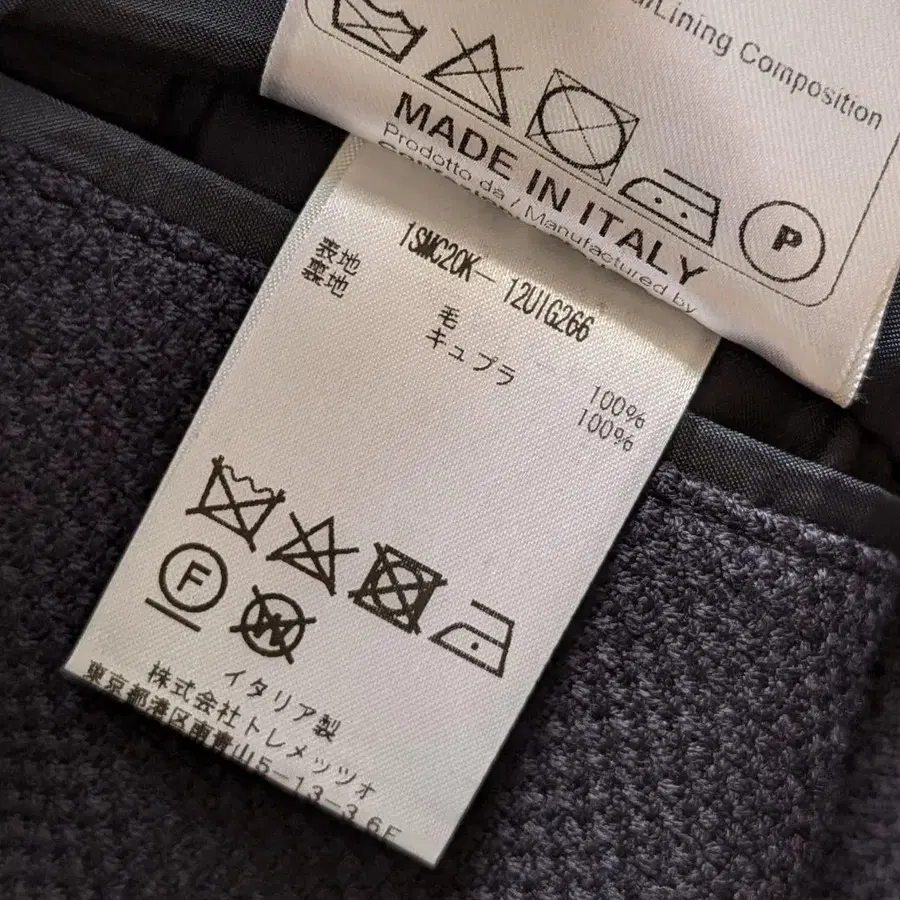 Lining Composition
MADE IN ITALY
Prodotto da / Manufactured by
P
1SMC20K-12UIG266
表地 毛 100%
裏地 キュプラ 100%
F
W
イタリア製
株式会社トレメッツォ
東京都港区南青山5-13-3 6F